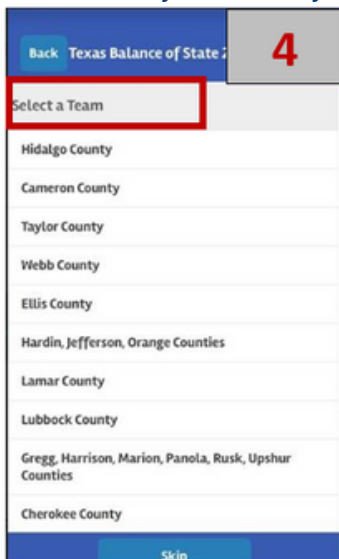 Back Texas Balance of State
4
Select a Team
Hidalgo County
Cameron County
Taylor County
Webb County
Ellis County
Hardin, Jefferson, Orange Counties
Lamar County
Lubbock County
Gregg, Harrison, Marion, Panola, Rusk, Upshur
Counties
Cherokee County
Skip